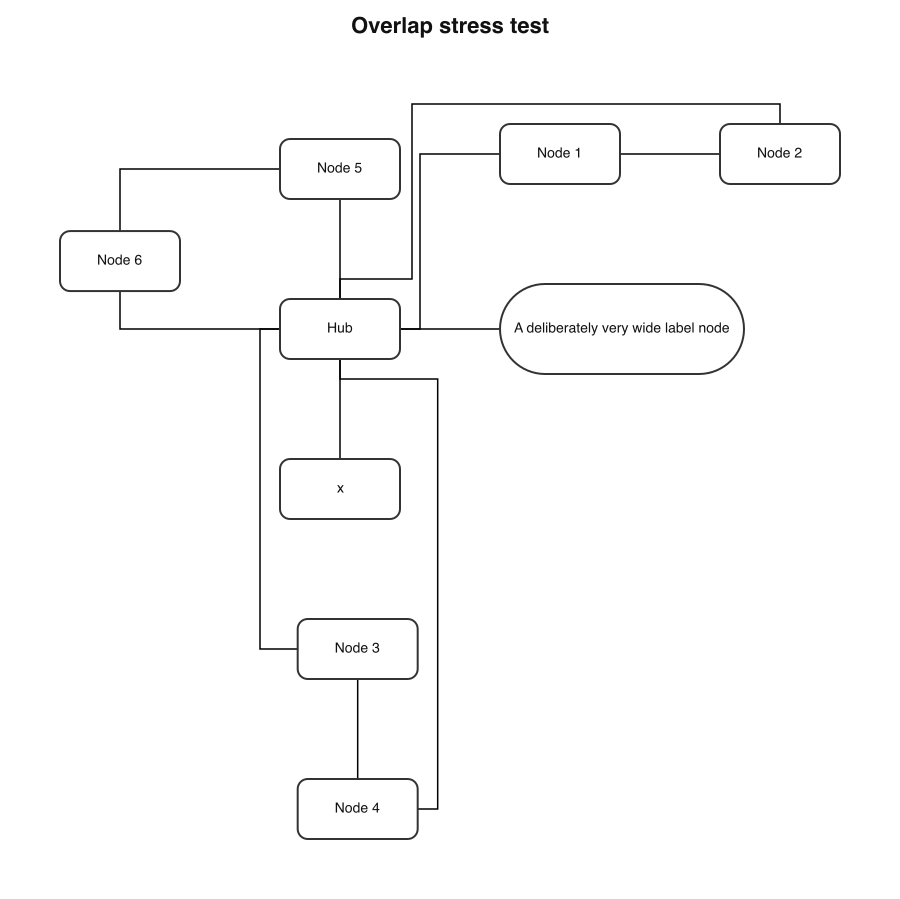 Overlap stress test
Node 1
Node 2
Node 5
Node 6
Hub
A deliberately very wide label node
x
Node 3
Node 4